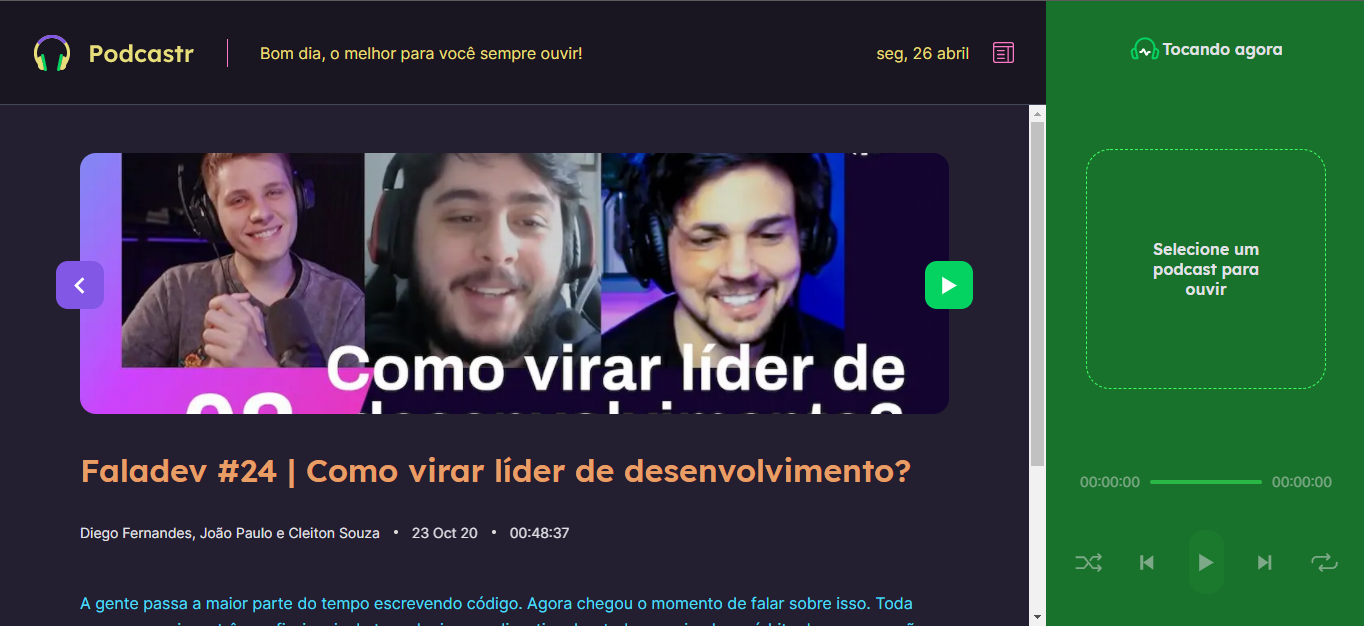 Podcastr
Bom dia, o melhor para você sempre ouvir!
seg, 26 abril
Tocando agora
Como virar líder de
desenvolvimento?
Faladev #24 | Como virar líder de desenvolvimento?
Diego Fernandes, João Paulo e Cleiton Souza • 23 Oct 20 • 00:48:37
A gente passa a maior parte do tempo escrevendo código. Agora chegou o momento de falar sobre isso. Toda
Selecione um
podcast para
ouvir
00:00:00 00:00:00